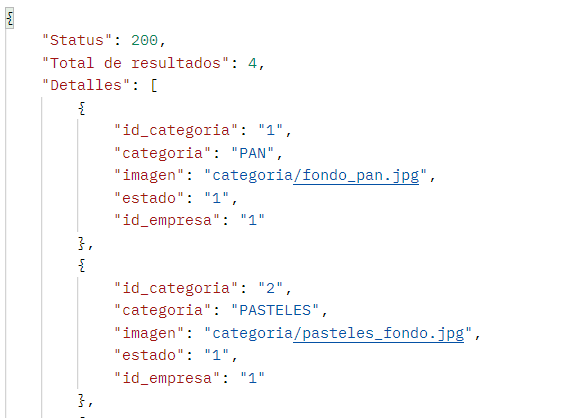 {
"Status": 200,
"Total de resultados": 4,
"Detalles": [
{
"id_categoria": "1",
"categoria": "PAN",
"imagen": "categoria/fondo_pan.jpg",
"estado": "1",
"id_empresa": "1"
},
{
"id_categoria": "2",
"categoria": "PASTELES",
"imagen": "categoria/pasteles_fondo.jpg",
"estado": "1",
"id_empresa": "1"
},